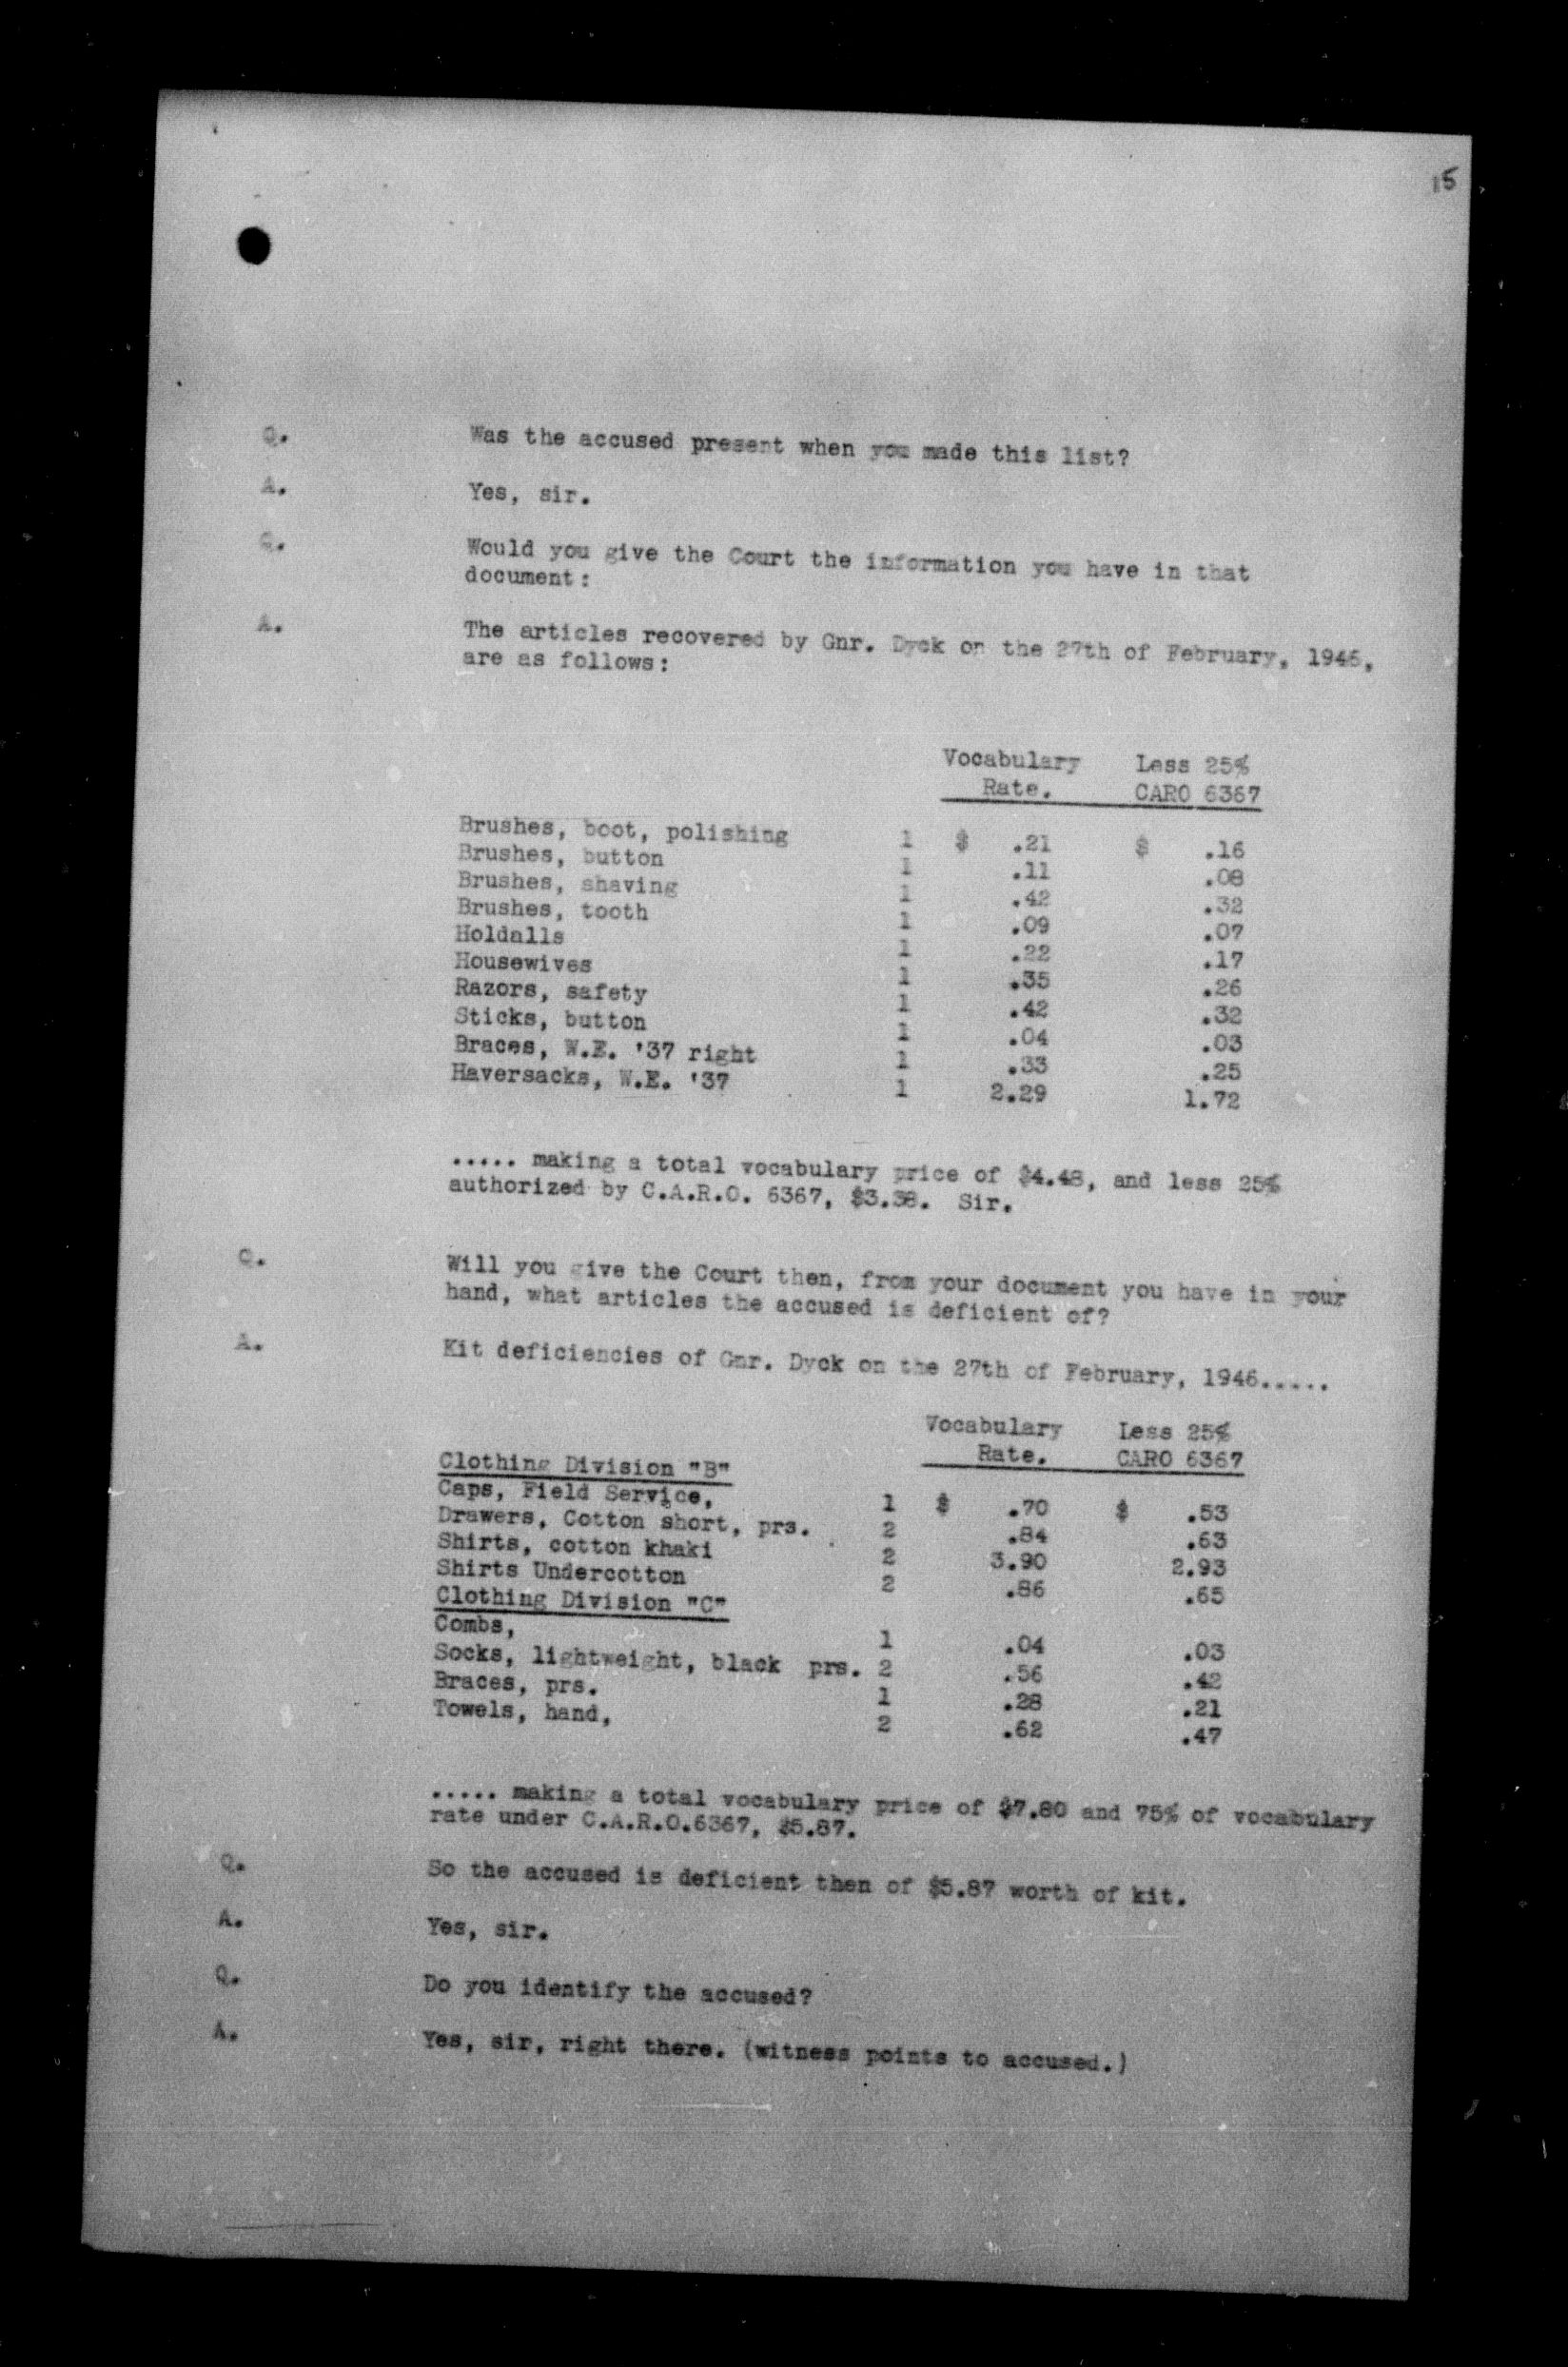 15
Q. Was the accused present when you made this list?
A. Yes, sir.
Q. Would you give the Court the information you have in that
document:
A. The articles recovered by Gnr. Dyck on the 27th of February, 1946,
are as follows:
Vocabulary Less 25%
Rate. CARO 6367
Brushes, boot, polishing 1 $ .21 $ .16
Brushes, button 1 .11 .08
Brushes, shaving 1 .42 .32
Brushes, tooth 1 .09 .07
Holdalls 1 .22 .17
Housewives 1 .35 .26
Razors, safety 1 .42 .32
Sticks, button 1 .04 .03
Braces, W.E. '37 right 1 .33 .25
Haversacks, W.E. '37 1 2.29 1.72
..... making a total vocabulary price of $4.48, and less 25%
authorized by C.A.R.O. 6367, $3.38. Sir.
Q. Will you give the Court then, from your document you have in your
hand, what articles the accused is deficient of?
A. Kit deficiencies of Gnr. Dyck on the 27th of February, 1946.....
Vocabulary Less 25%
Rate. CARO 6367
Clothing Division "B"
Caps, Field Service, 1 $ .70 $ .53
Drawers, Cotton short, prs. 2 .84 .63
Shirts, cotton khaki 2 3.90 2.93
Shirts Undercotton 2 .86 .65
Clothing Division "C"
Combs, 1 .04 .03
Socks, lightweight, black prs. 2 .56 .42
Braces, prs. 1 .28 .21
Towels, hand, 2 .62 .47
..... making a total vocabulary price of $7.80 and 75% of vocabulary
rate under C.A.R.O.6367, $5.87.
Q. So the accused is deficient then of $5.87 worth of kit.
A. Yes, sir.
Q. Do you identify the accused?
A. Yes, sir, right there. (witness points to accused.)